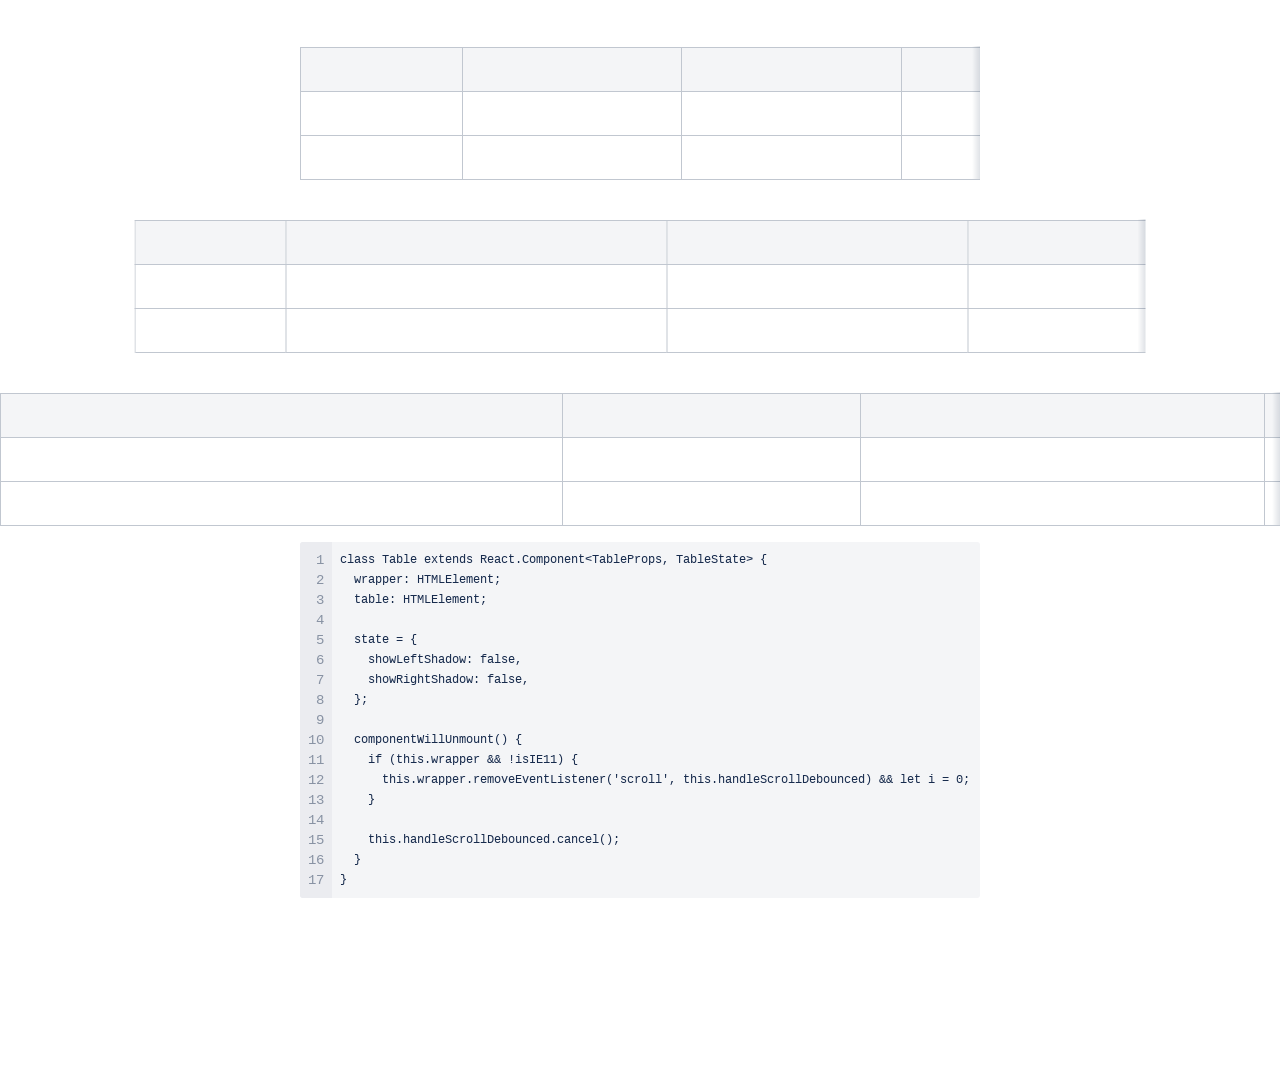 1 class Table extends React.Component<TableProps, TableState> {
2   wrapper: HTMLElement;
3   table: HTMLElement;
4
5   state = {
6     showLeftShadow: false,
7     showRightShadow: false,
8   };
9
10   componentWillUnmount() {
11     if (this.wrapper && !isIE11) {
12       this.wrapper.removeEventListener('scroll', this.handleScrollDebounced) && let i = 0;
13     }
14
15     this.handleScrollDebounced.cancel();
16   }
17 }